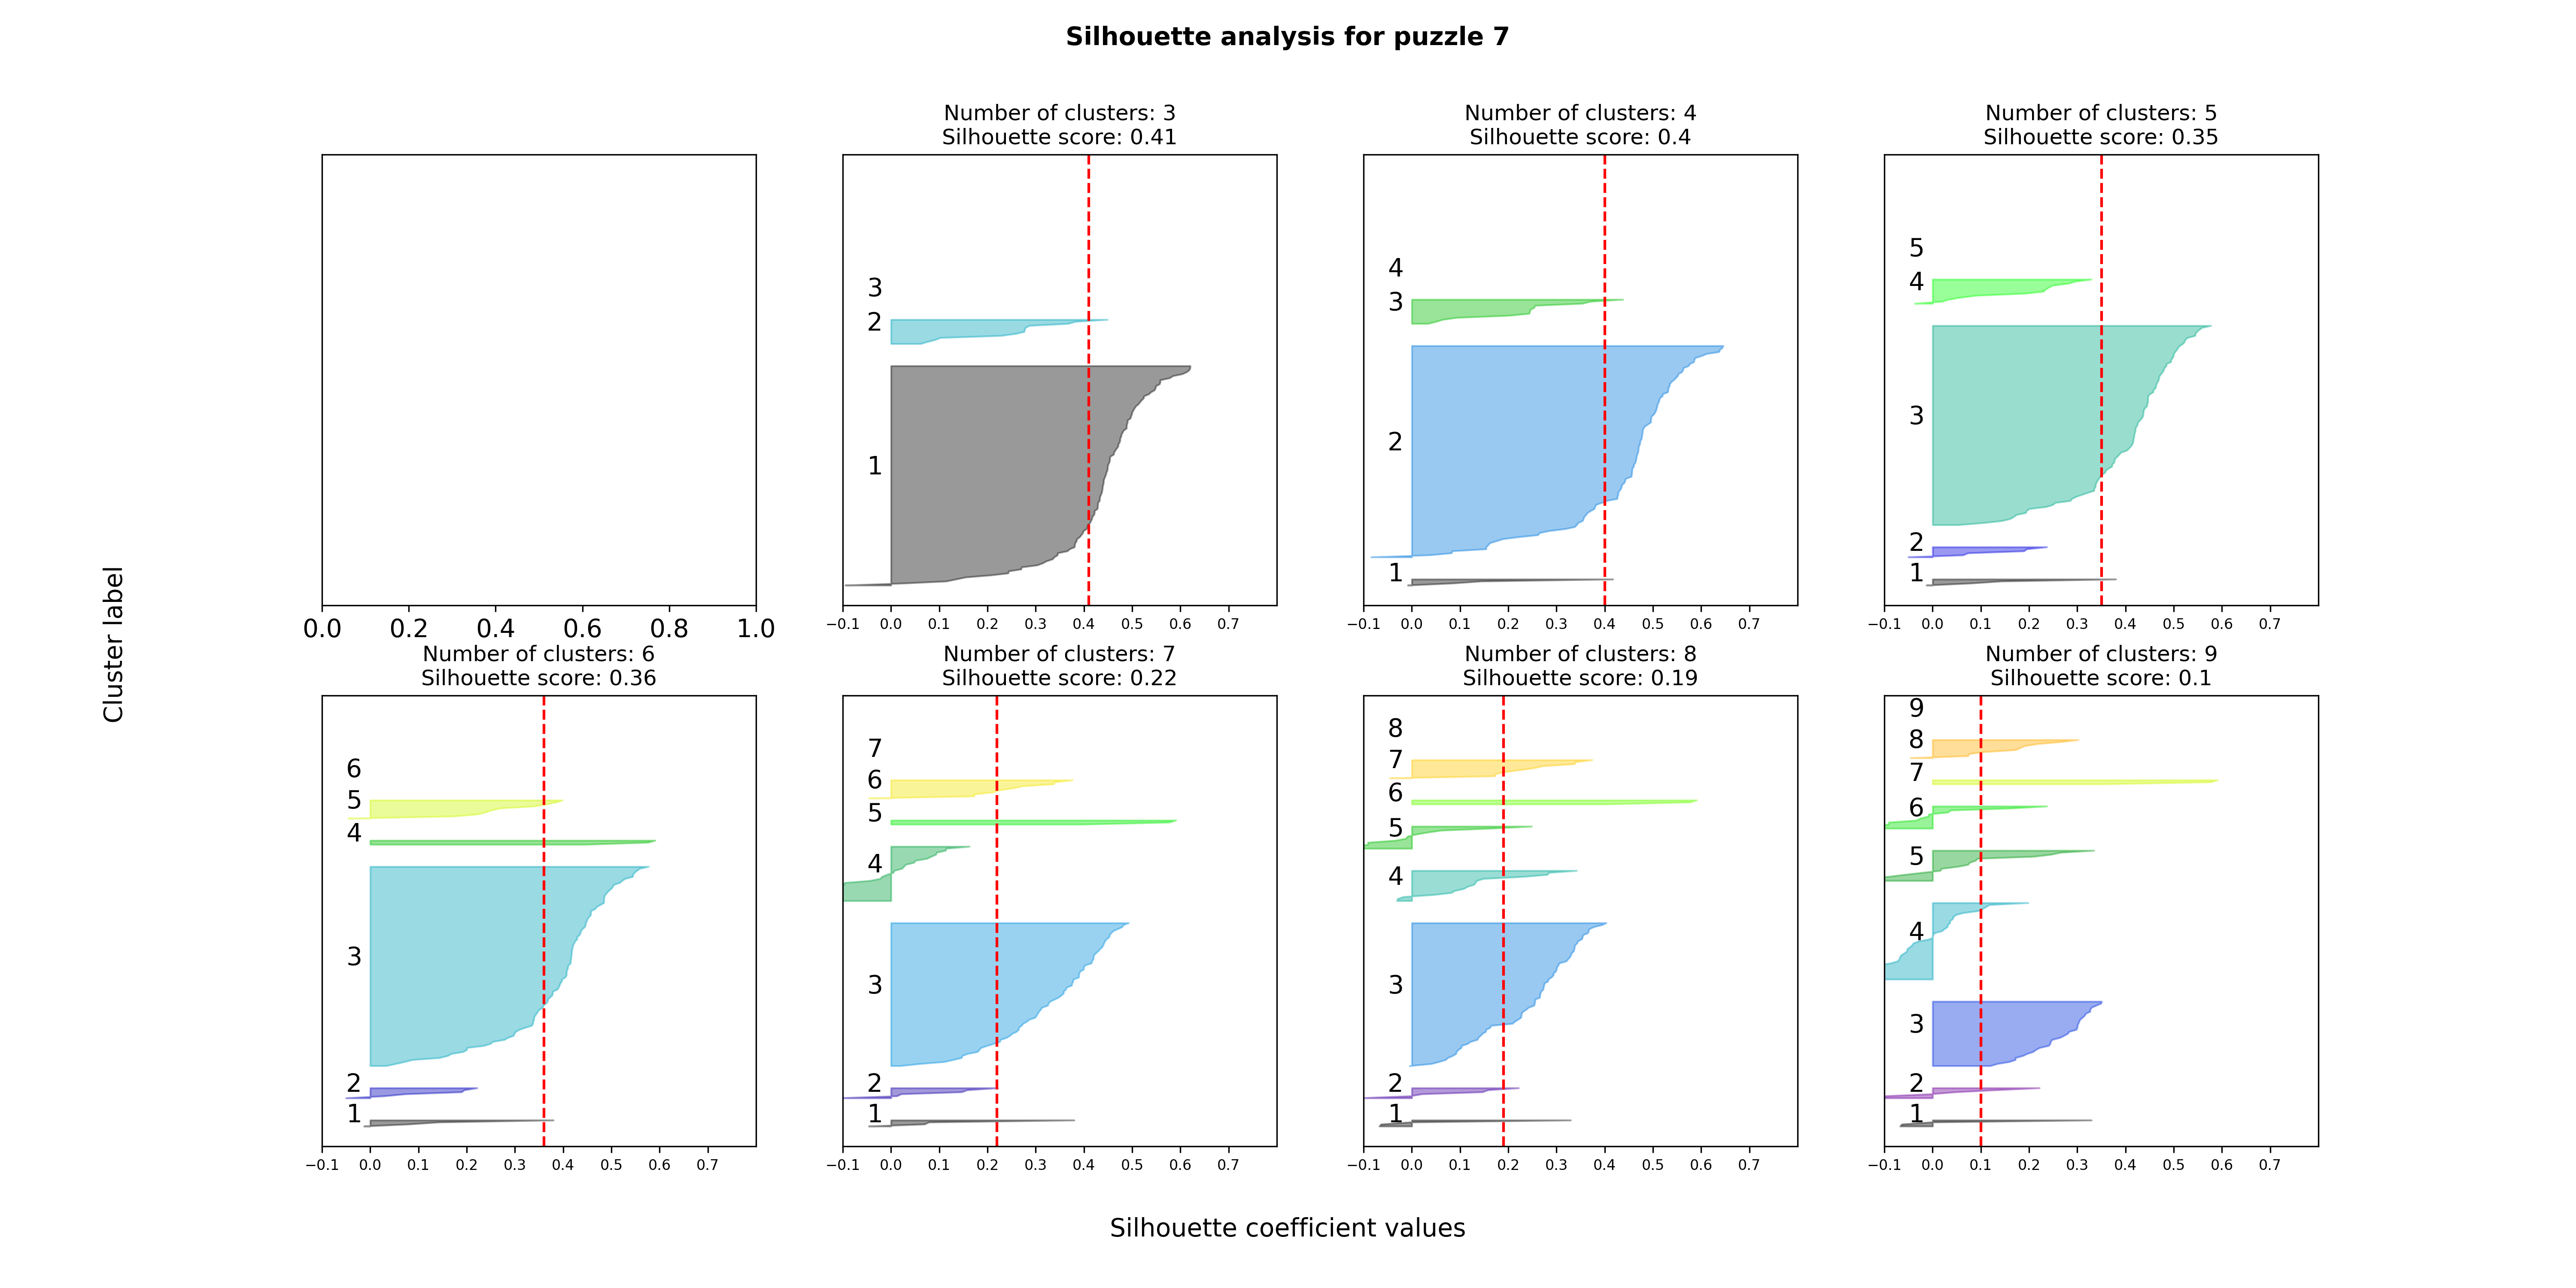 Silhouette analysis for puzzle 7
Number of clusters: 3
Silhouette score: 0.41
Number of clusters: 4
Silhouette score: 0.4
Number of clusters: 5
Silhouette score: 0.35
0.0 0.2 0.4 0.6 0.8 1.0
3
2
1
−0.1 0.0 0.1 0.2 0.3 0.4 0.5 0.6 0.7
4
3
2
1
−0.1 0.0 0.1 0.2 0.3 0.4 0.5 0.6 0.7
5
4
3
2
1
−0.1 0.0 0.1 0.2 0.3 0.4 0.5 0.6 0.7
Cluster label
Number of clusters: 6
Silhouette score: 0.36
6
5
4
3
2
1
−0.1 0.0 0.1 0.2 0.3 0.4 0.5 0.6 0.7
Number of clusters: 7
Silhouette score: 0.22
7
6
5
4
3
2
1
−0.1 0.0 0.1 0.2 0.3 0.4 0.5 0.6 0.7
Number of clusters: 8
Silhouette score: 0.19
8
7
6
5
4
3
2
1
−0.1 0.0 0.1 0.2 0.3 0.4 0.5 0.6 0.7
Number of clusters: 9
Silhouette score: 0.1
9
8
7
6
5
4
3
2
1
−0.1 0.0 0.1 0.2 0.3 0.4 0.5 0.6 0.7
Silhouette coefficient values